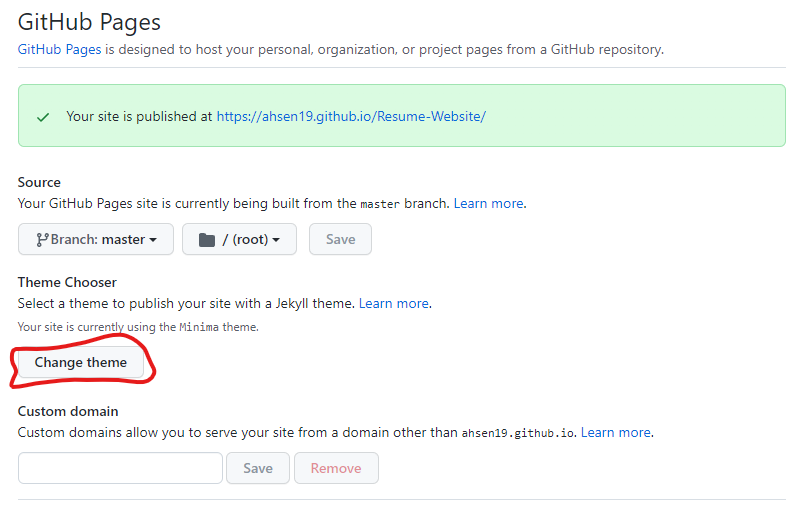 GitHub Pages
GitHub Pages is designed to host your personal, organization, or project pages from a GitHub repository.
Your site is published at https://ahsen19.github.io/Resume-Website/
Source
Your GitHub Pages site is currently being built from the master branch. Learn more.
Branch: master / (root) Save
Theme Chooser
Select a theme to publish your site with a Jekyll theme. Learn more.
Your site is currently using the Minima theme.
Change theme
Custom domain
Custom domains allow you to serve your site from a domain other than ahsen19.github.io. Learn more.
Save Remove